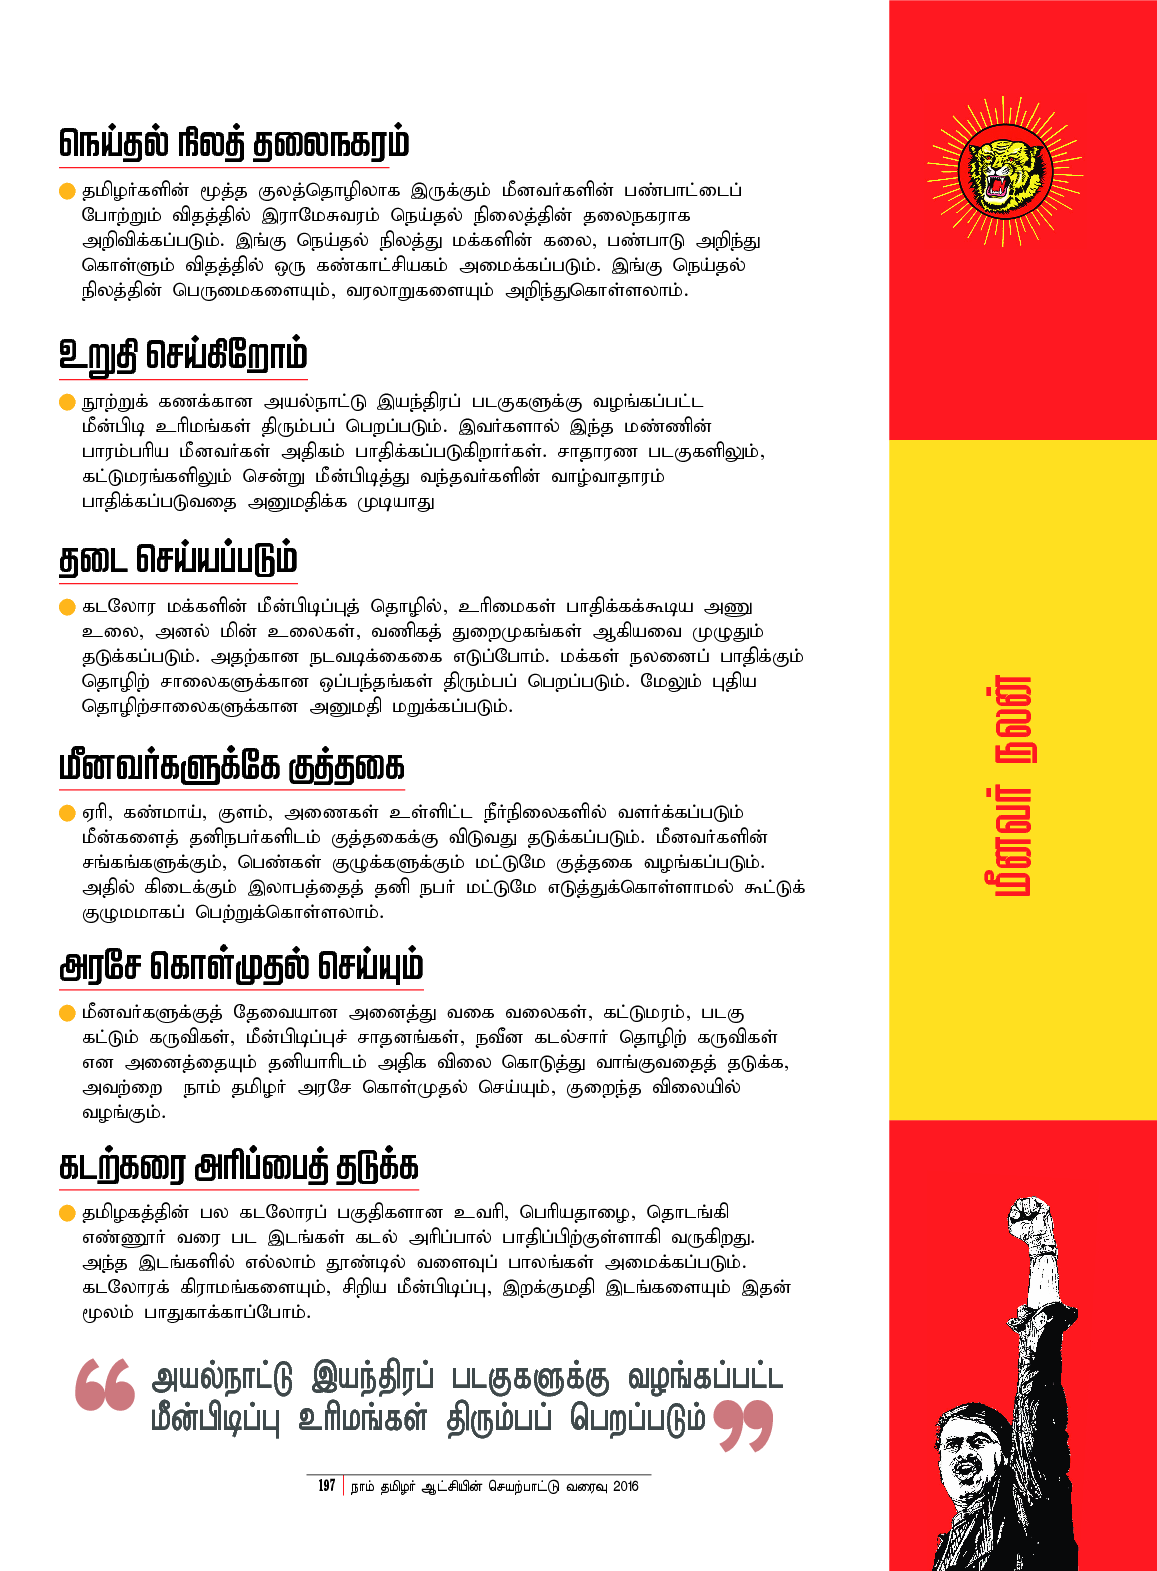 நெய்தல் நிலத் தலைநகரம்
தமிழர்களின் மூத்த குலத்தொழிலாக இருக்கும் மீனவர்களின் பண்பாட்டைப்
போற்றும் விதத்தில் இராமேசுவரம் நெய்தல் நிலைத்தின் தலைநகராக
அறிவிக்கப்படும். இங்கு நெய்தல் நிலத்து மக்களின் கலை, பண்பாடு அறிந்து
கொள்ளும் விதத்தில் ஒரு கண்காட்சியகம் அமைக்கப்படும். இங்கு நெய்தல்
நிலத்தின் பெருமைகளையும், வரலாறுகளையும் அறிந்துகொள்ளலாம்.
உறுதி செய்கிறோம்
நூற்றுக் கணக்கான அயல்நாட்டு இயந்திரப் படகுகளுக்கு வழங்கப்பட்ட
மீன்பிடி உரிமங்கள் திரும்பப் பெறப்படும். இவர்களால் இந்த மண்ணின்
பாரம்பரிய மீனவர்கள் அதிகம் பாதிக்கப்படுகிறார்கள். சாதாரண படகுகளிலும்,
கட்டுமரங்களிலும் சென்று மீன்பிடித்து வந்தவர்களின் வாழ்வாதாரம்
பாதிக்கப்படுவதை அனுமதிக்க முடியாது
தடை செய்யப்படும்
கடலோர மக்களின் மீன்பிடிப்புத் தொழில், உரிமைகள் பாதிக்கக்கூடிய அணு
உலை, அனல் மின் உலைகள், வணிகத் துறைமுகங்கள் ஆகியவை முழுதும்
தடுக்கப்படும். அதற்கான நடவடிக்கைகை எடுப்போம். மக்கள் நலனைப் பாதிக்கும்
தொழிற் சாலைகளுக்கான ஒப்பந்தங்கள் திரும்பப் பெறப்படும். மேலும் புதிய
தொழிற்சாலைகளுக்கான அனுமதி மறுக்கப்படும்.
மீனவர்களுக்கே குத்தகை
ஏரி, கண்மாய், குளம், அணைகள் உள்ளிட்ட நீர்நிலைகளில் வளர்க்கப்படும்
மீன்களைத் தனிநபர்களிடம் குத்தகைக்கு விடுவது தடுக்கப்படும். மீனவர்களின்
சங்கங்களுக்கும், பெண்கள் குழுக்களுக்கும் மட்டுமே குத்தகை வழங்கப்படும்.
அதில் கிடைக்கும் இலாபத்தைத் தனி நபர் மட்டுமே எடுத்துக்கொள்ளாமல் கூட்டுக்
குழுமமாகப் பெற்றுக்கொள்ளலாம்.
அரசே கொள்முதல் செய்யும்
மீனவர்களுக்குத் தேவையான அனைத்து வகை வலைகள், கட்டுமரம், படகு
கட்டும் கருவிகள், மீன்பிடிப்புச் சாதனங்கள், நவீன கடல்சார் தொழிற் கருவிகள்
என அனைத்தையும் தனியாரிடம் அதிக விலை கொடுத்து வாங்குவதைத் தடுக்க,
அவற்றை நாம் தமிழர் அரசே கொள்முதல் செய்யும், குறைந்த விலையில்
வழங்கும்.
கடற்கரை அரிப்பைத் தடுக்க
தமிழகத்தின் பல கடலோரப் பகுதிகளான உவரி, பெரியதாழை, தொடங்கி
எண்ணூர் வரை பட இடங்கள் கடல் அரிப்பால் பாதிப்பிற்குள்ளாகி வருகிறது.
அந்த இடங்களில் எல்லாம் தூண்டில் வளைவுப் பாலங்கள் அமைக்கப்படும்.
கடலோரக் கிராமங்களையும், சிறிய மீன்பிடிப்பு, இறக்குமதி இடங்களையும் இதன்
மூலம் பாதுகாக்காப்போம்.
“அயல்நாட்டு இயந்திரப் படகுகளுக்கு வழங்கப்பட்ட
மீன்பிடிப்பு உரிமங்கள் திரும்பப் பெறப்படும்”
197 நாம் தமிழர் ஆட்சியின் செயற்பாட்டு வரைவு 2016
மீனவர் நலன்